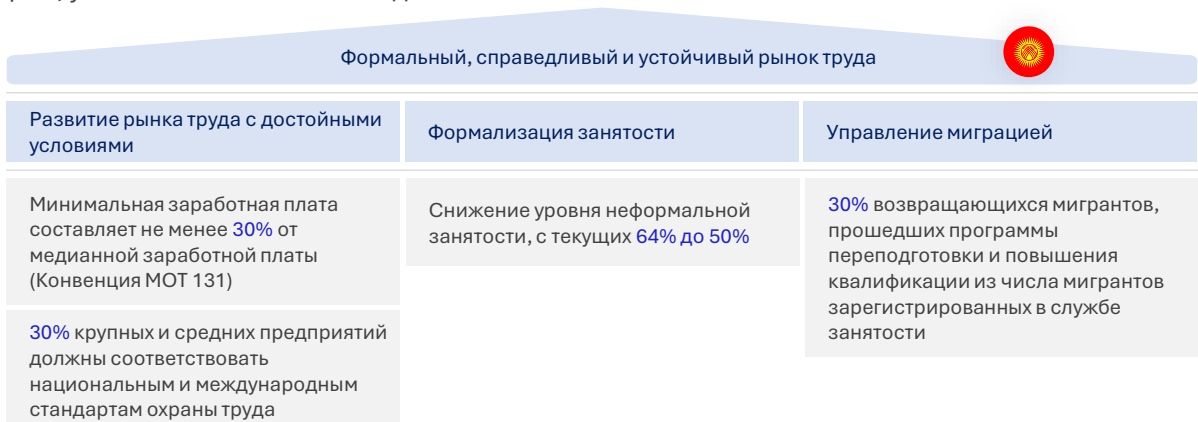 Формальный, справедливый и устойчивый рынок труда
Развитие рынка труда с достойными
условиями
Формализация занятости
Управление миграцией
Минимальная заработная плата
составляет не менее 30% от
медианной заработной платы
(Конвенция МОТ 131)
30% крупных и средних предприятий
должны соответствовать
национальным и международным
стандартам охраны труда
Снижение уровня неформальной
занятости, с текущих 64% до 50%
30% возвращающихся мигрантов,
прошедших программы
переподготовки и повышения
квалификации из числа мигрантов
зарегистрированных в службе
занятости